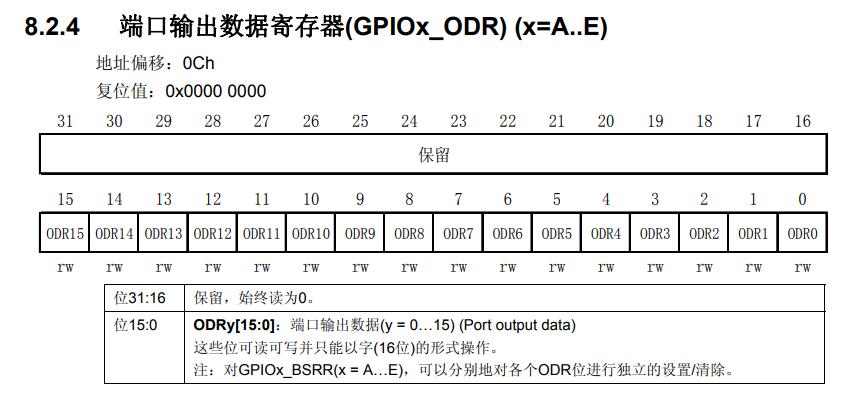 8.2.4 端口输出数据寄存器(GPIOx_ODR) (x=A..E)
地址偏移：0Ch
复位值：0x0000 0000
31 30 29 28 27 26 25 24 23 22 21 20 19 18 17 16
保留
15 14 13 12 11 10 9 8 7 6 5 4 3 2 1 0
ODR15 ODR14 ODR13 ODR12 ODR11 ODR10 ODR9 ODR8 ODR7 ODR6 ODR5 ODR4 ODR3 ODR2 ODR1 ODR0
rw rw rw rw rw rw rw rw rw rw rw rw rw rw rw rw
位31:16 保留，始终读为0。
位15:0 ODRy[15:0]：端口输出数据(y = 0…15) (Port output data)
这些位可读可写并只能以字(16位)的形式操作。
注：对GPIOx_BSRR(x = A…E)，可以分别地对各个ODR位进行独立的设置/清除。